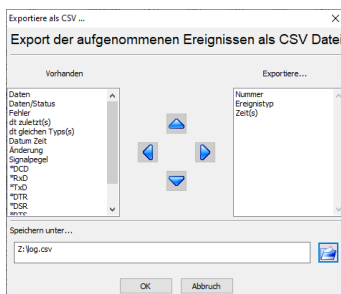 Exportiere als CSV ...
Export der aufgenommenen Ereignissen als CSV Datei
Vorhanden
Daten
Daten/Status
Fehler
dt zuletzt(s)
dt gleichen Typs(s)
Datum Zeit
Änderung
Signalpegel
*DCD
*RxD
*TxD
*DTR
*DSR
*RTS
Exportiere...
Nummer
Ereignistyp
Zeit(s)
Speichern unter...
Z:\log.csv
OK
Abbruch